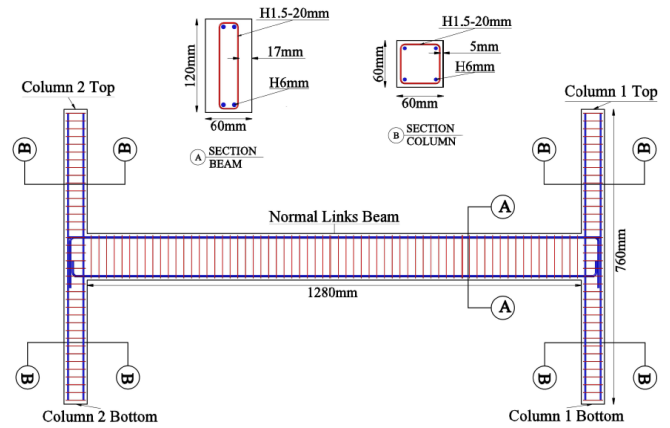 H1.5-20mm
17mm
H6mm
120mm
60mm
A SECTION
BEAM
H1.5-20mm
5mm
H6mm
60mm
60mm
B SECTION
COLUMN
Column 2 Top
Column 1 Top
B
B
B
B
Normal Links Beam
A
760mm
1280mm
A
B
B
B
B
Column 2 Bottom
Column 1 Bottom